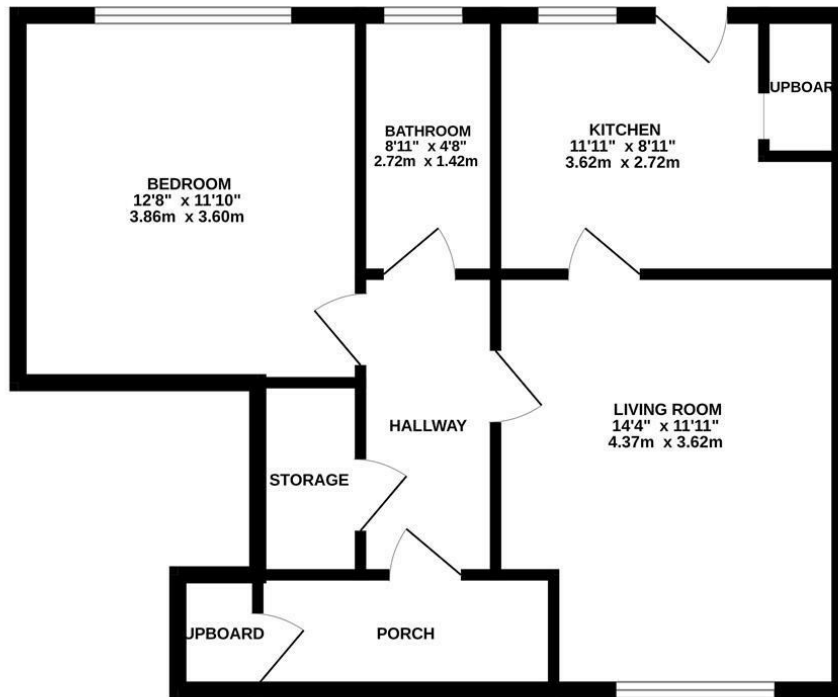 UPBOAR
BATHROOM
8'11" x 4'8"
2.72m x 1.42m
KITCHEN
11'11" x 8'11"
3.62m x 2.72m
BEDROOM
12'8" x 11'10"
3.86m x 3.60m
LIVING ROOM
14'4" x 11'11"
4.37m x 3.62m
HALLWAY
STORAGE
UPBOARD
PORCH